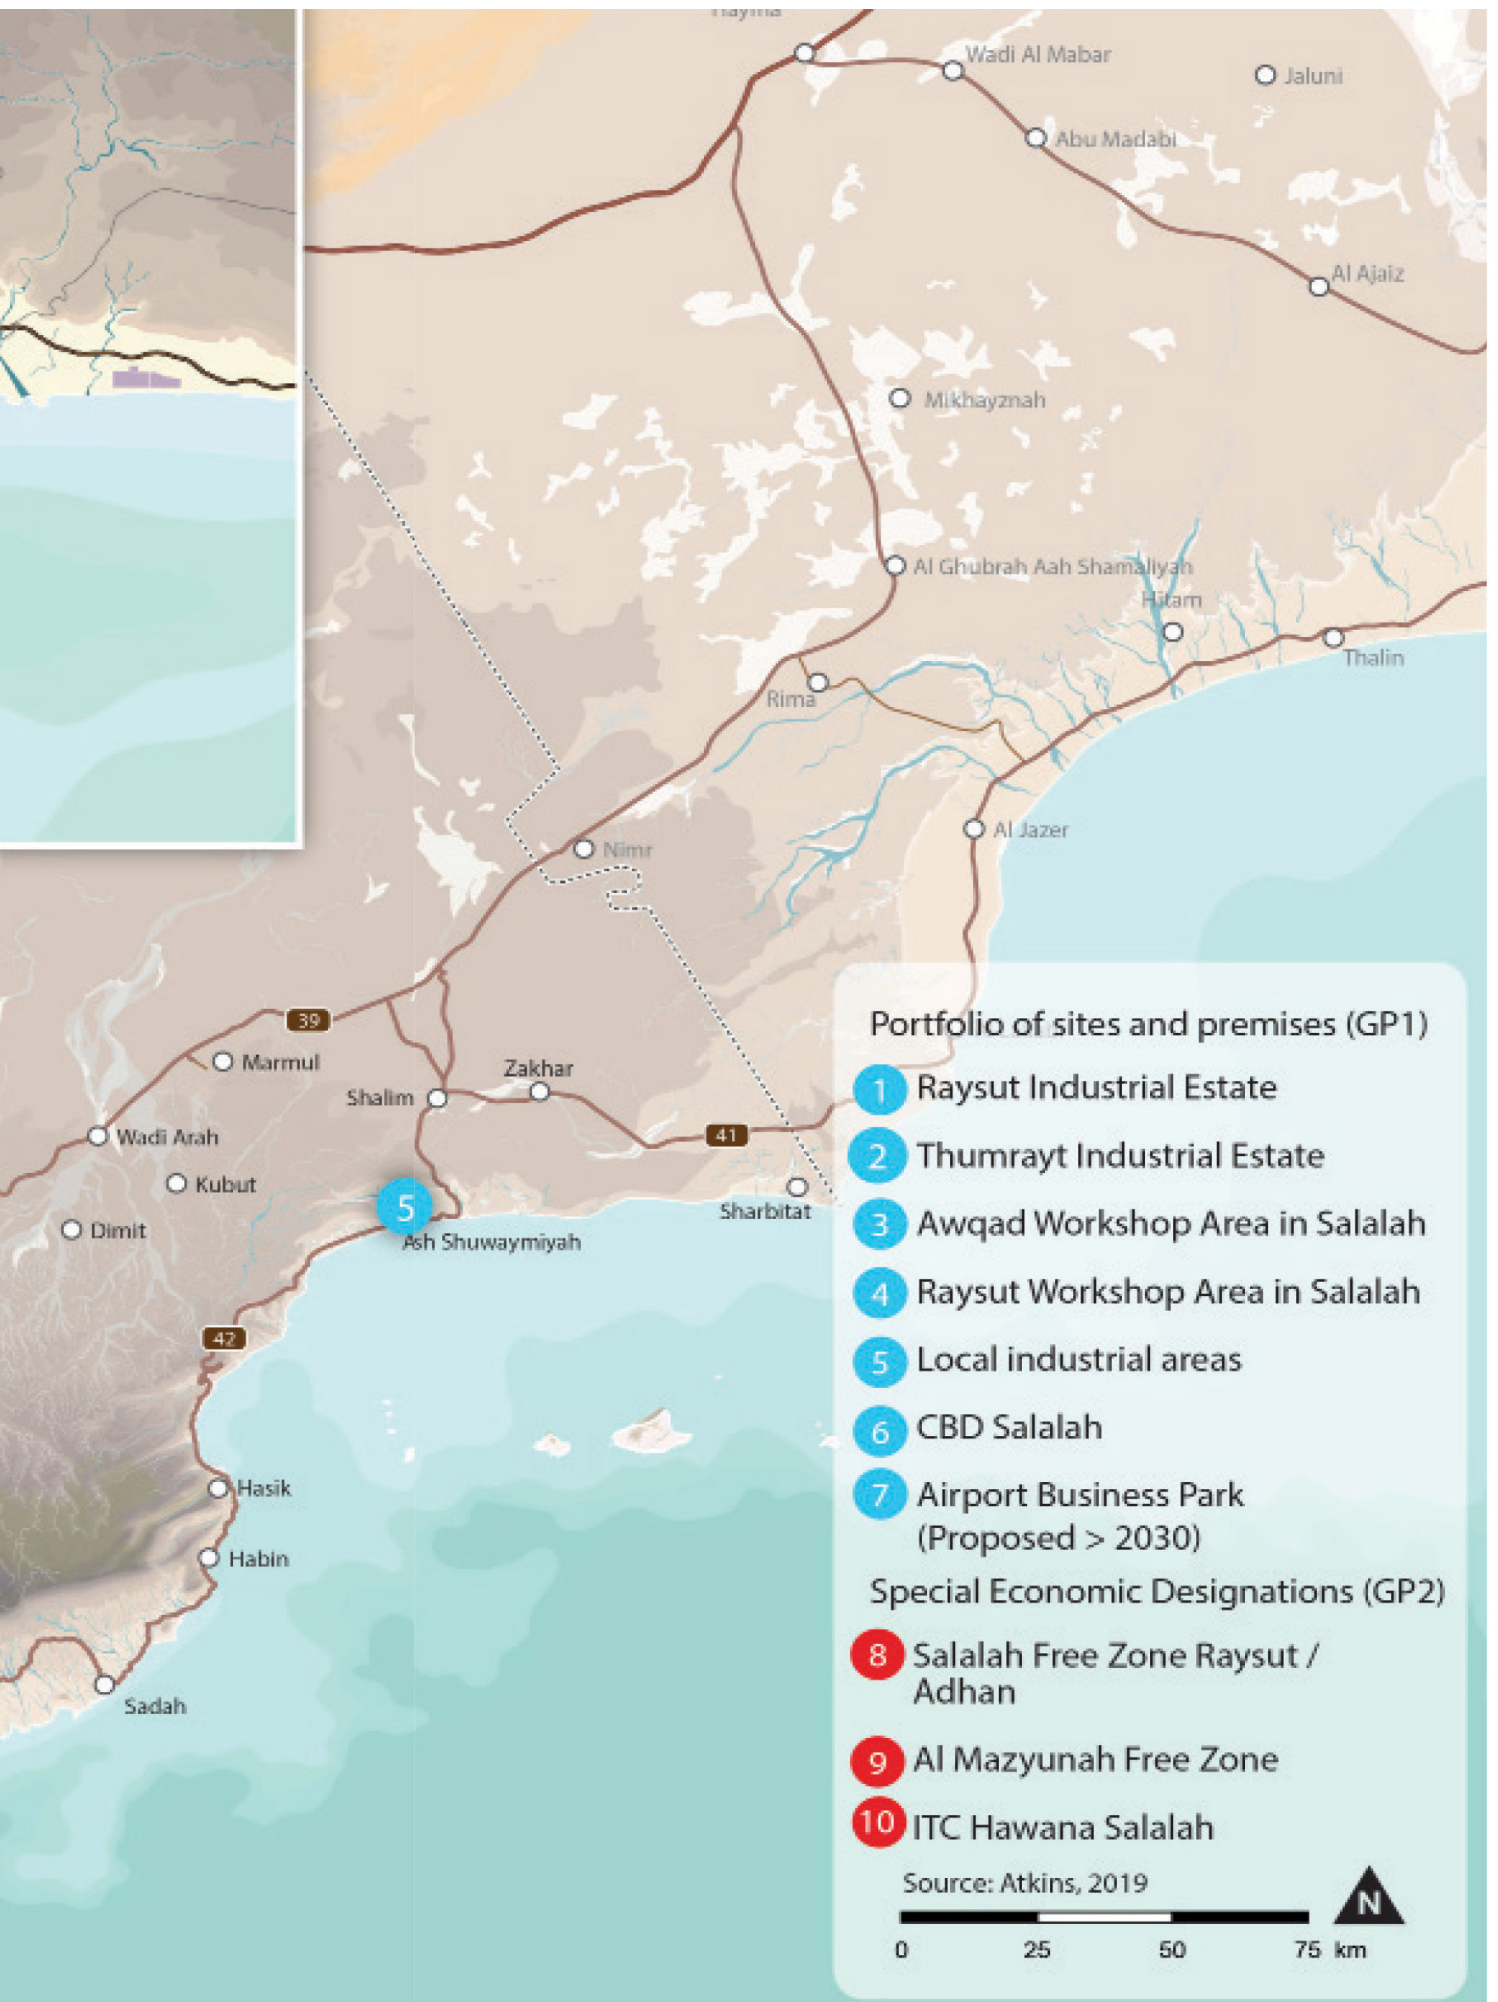 Wadi Al Mabar
Jaluni
Abu Madabi
Al Ajaiz
Mikhayznah
Al Ghubrah Aah Shamaliyah
Hitam
Thalin
Rima
Al Jazer
Nimr
39
Marmul
Zakhar
Shalim
41
Wadi Arah
Kubut
5
Sharbitat
Dimit
Ash Shuwaymiyah
42
Hasik
Habin
Sadah
Portfolio of sites and premises (GP1)
1 Raysut Industrial Estate
2 Thumrayt Industrial Estate
3 Awqad Workshop Area in Salalah
4 Raysut Workshop Area in Salalah
5 Local industrial areas
6 CBD Salalah
7 Airport Business Park
(Proposed > 2030)
Special Economic Designations (GP2)
8 Salalah Free Zone Raysut /
Adhan
9 Al Mazyunah Free Zone
10 ITC Hawana Salalah
Source: Atkins, 2019
N
0 25 50 75 km